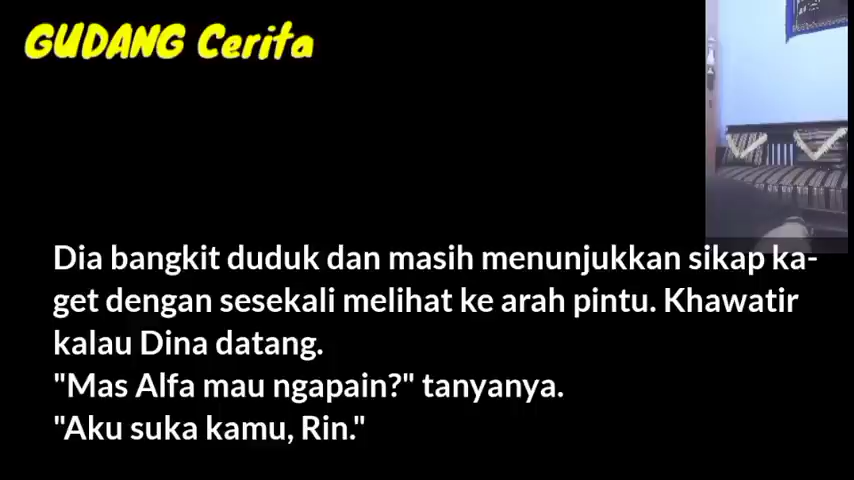 GUDANG Cerita
Dia bangkit duduk dan masih menunjukkan sikap ka-
get dengan sesekali melihat ke arah pintu. Khawatir
kalau Dina datang.
"Mas Alfa mau ngapain?" tanyanya.
"Aku suka kamu, Rin."